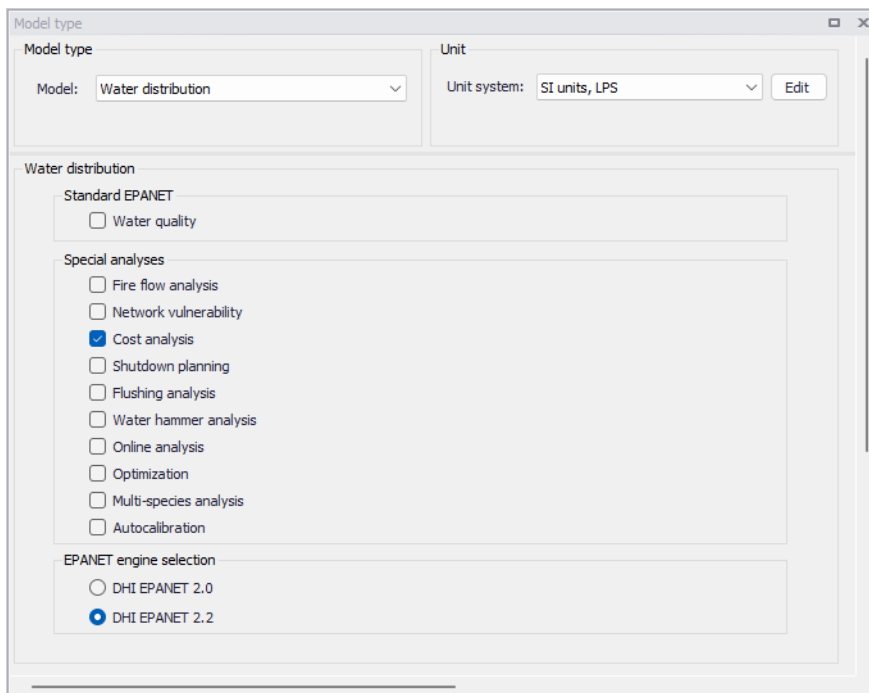 Model type
Model type
Model: Water distribution
Unit
Unit system: SI units, LPS Edit
Water distribution
Standard EPANET
Water quality
Special analyses
Fire flow analysis
Network vulnerability
Cost analysis
Shutdown planning
Flushing analysis
Water hammer analysis
Online analysis
Optimization
Multi-species analysis
Autocalibration
EPANET engine selection
DHI EPANET 2.0
DHI EPANET 2.2